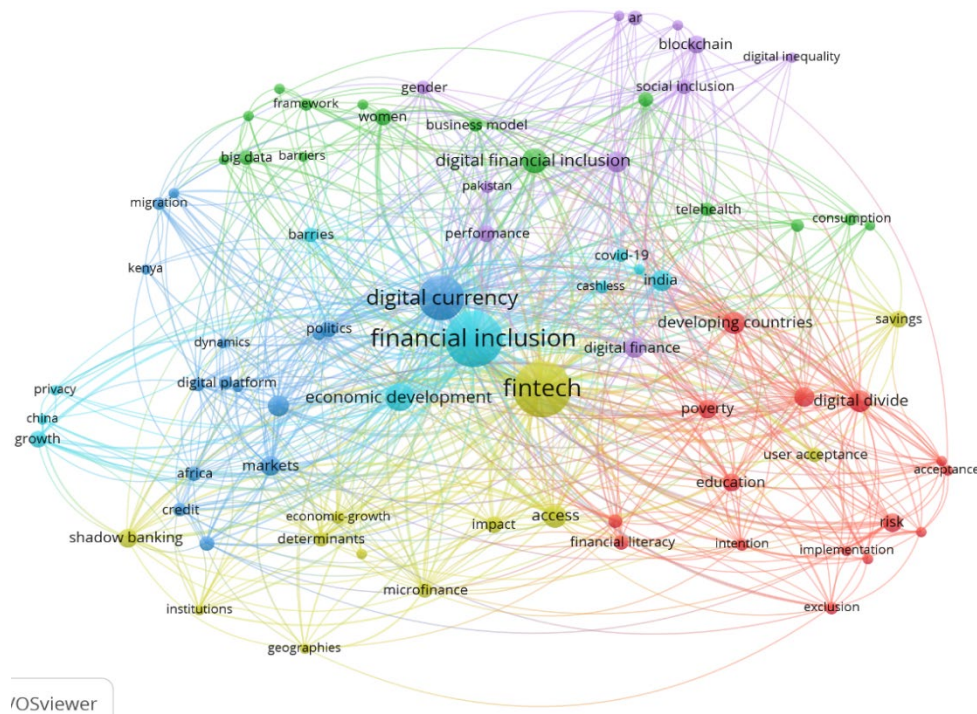 ar
blockchain
digital inequality
social inclusion
gender
framework
women
business model
big data
barriers
digital financial inclusion
pakistan
migration
telehealth
consumption
barries
performance
covid-19
kenya
cashless
india
digital currency
savings
politics
developing countries
financial inclusion
dynamics
digital finance
privacy
digital platform
fintech
economic development
china
growth
poverty
digital divide
markets
user acceptance
africa
acceptance
education
credit
economic-growth
impact
access
risk
shadow banking
determinants
financial literacy
intention
implementation
microfinance
institutions
exclusion
geographies
VOSviewer